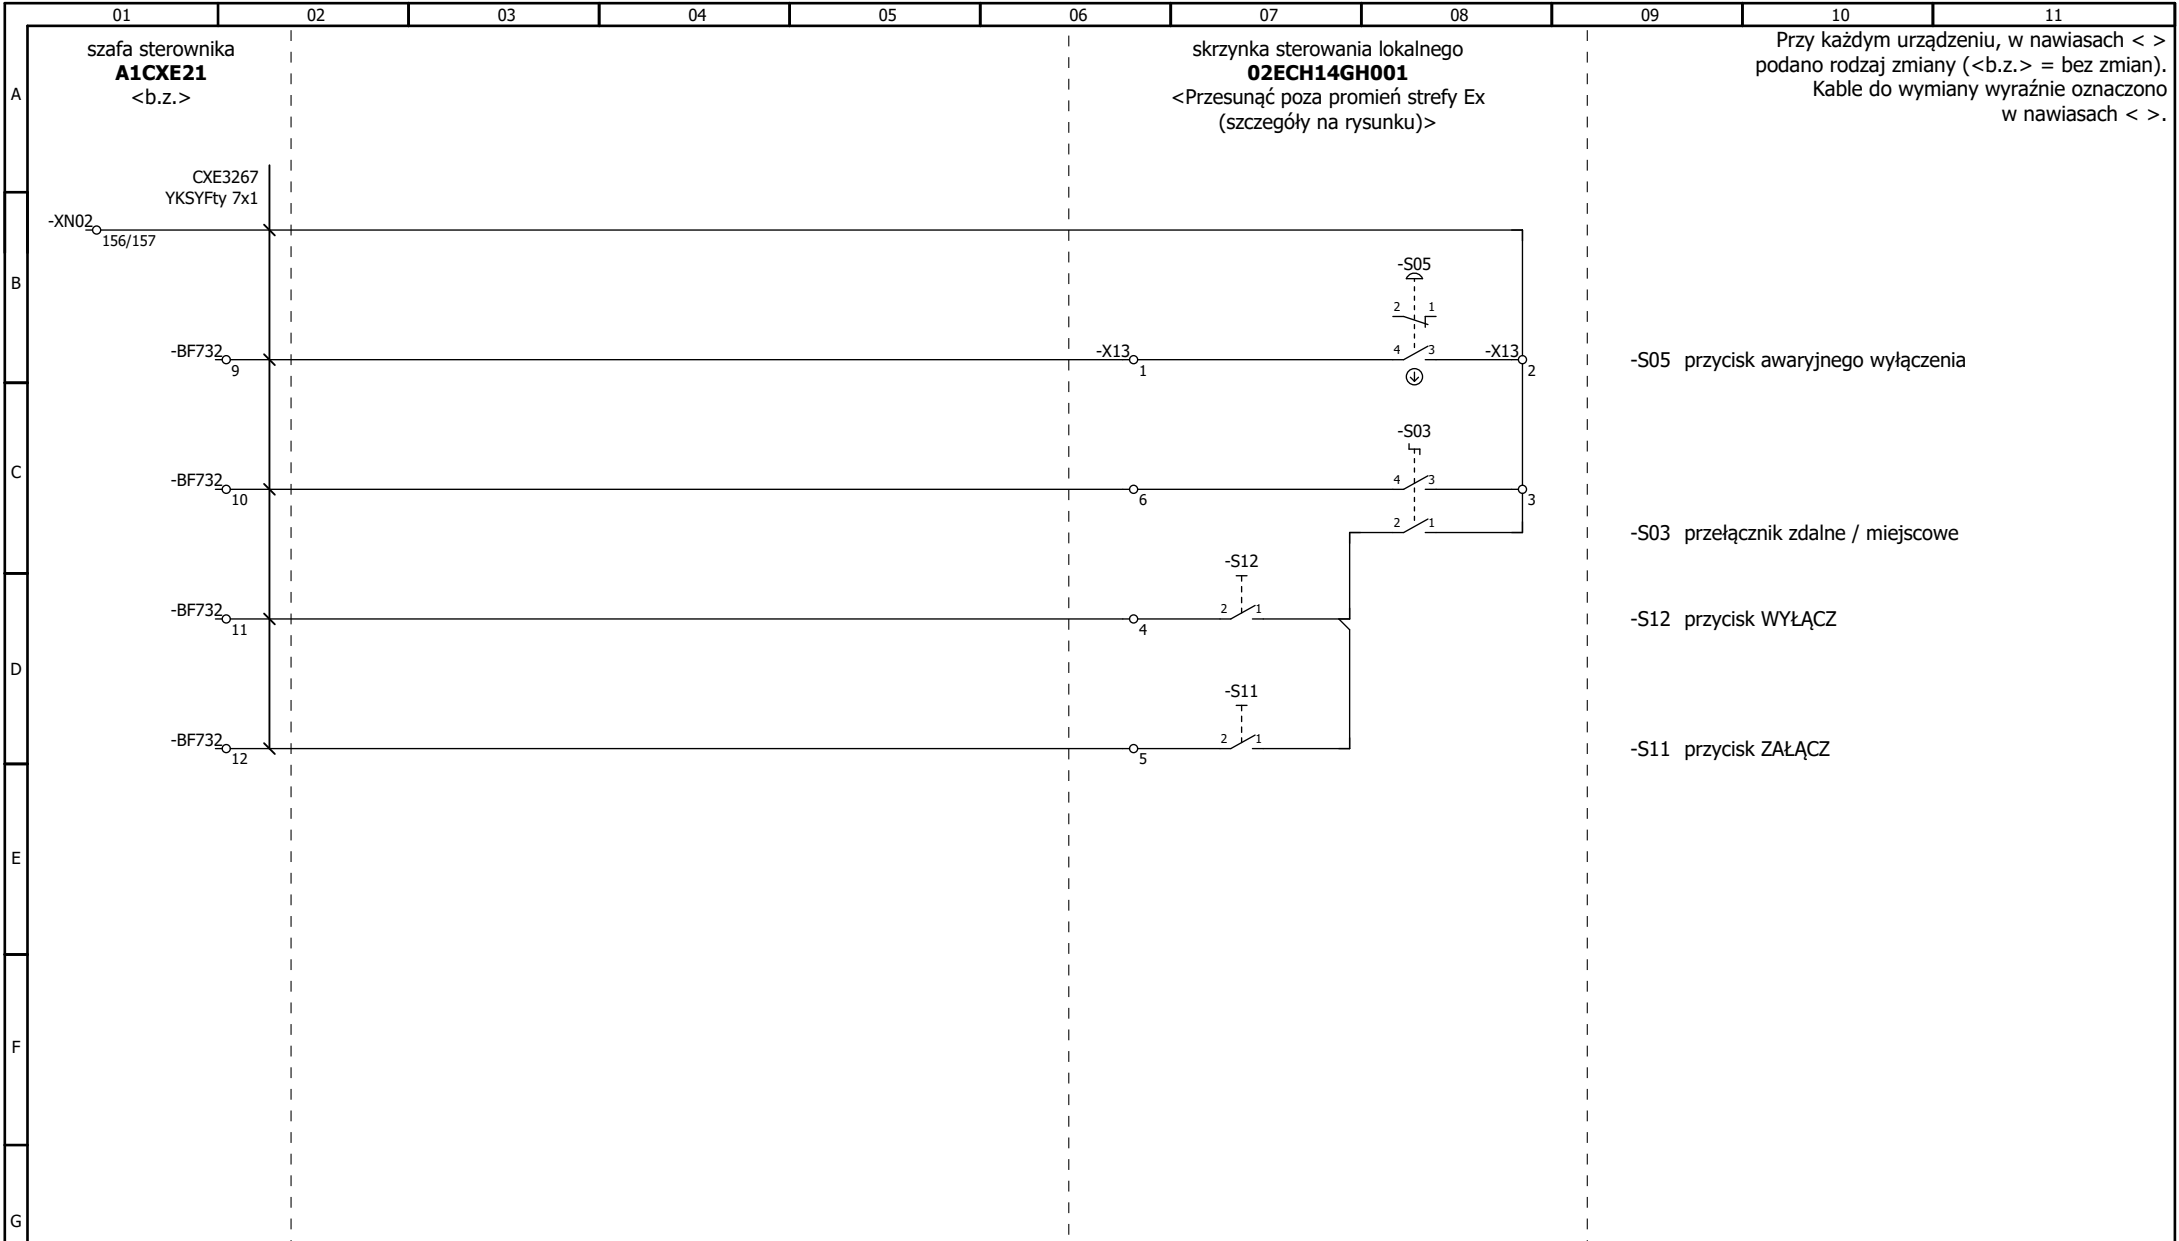 01 02 03 04 05 06 07 08 09 10 11
szafa sterownika
A1CXE21
<b.z.>
skrzynka sterowania lokalnego
02ECH14GH001
<Przesunąć poza promień strefy Ex
(szczegóły na rysunku)>
Przy każdym urządzeniu, w nawiasach < >
podano rodzaj zmiany (<b.z.> = bez zmian).
Kable do wymiany wyraźnie oznaczono
w nawiasach < >.
A
CXE3267
YKSYFty 7x1
-XN02
156/157
B
-S05
2 1
-BF732 -X13 4 3 -X13
9 1 2
-S05 przycisk awaryjnego wyłączenia
-S03
C
-BF732 4 3
10 6 3
2 1
-S03 przełącznik zdalne / miejscowe
-S12
-BF732 2 1
11 4
-S12 przycisk WYŁĄCZ
D
-S11
-BF732 2 1
12 5
-S11 przycisk ZAŁĄCZ
E
F
G